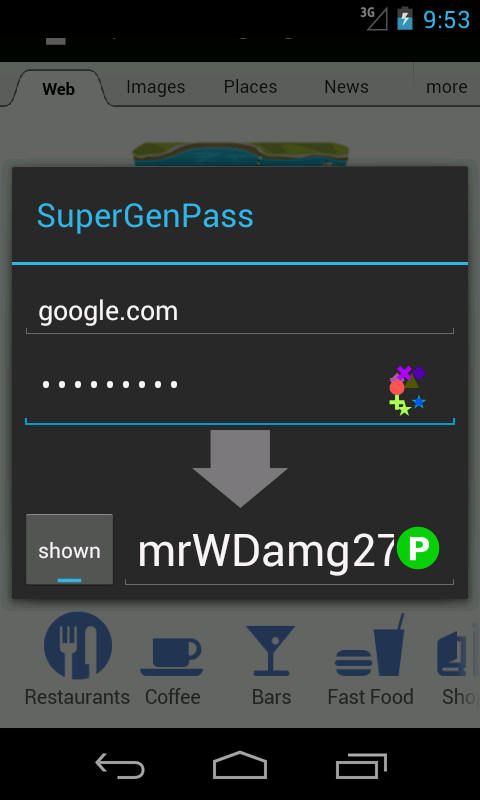 3G 9:53
Web Images Places News more
SuperGenPass
google.com
•••••••••
shown mrWDamg27 P
Restaurants Coffee Bars Fast Food Sho